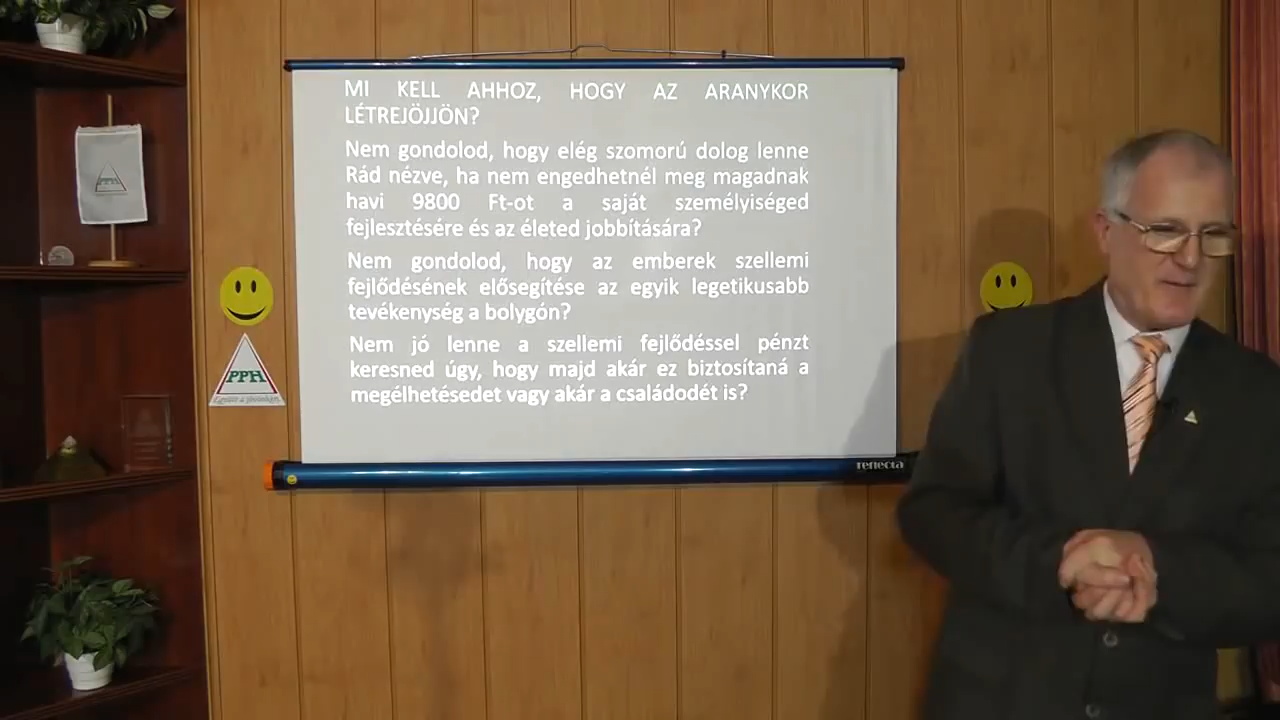 MI KELL AHHOZ, HOGY AZ ARANYKOR
LÉTREJÖJJÖN?
Nem gondolod, hogy elég szomorú dolog lenne
Rád nézve, ha nem engedhetnél meg magadnak
havi 9800 Ft-ot a saját személyiséged
fejlesztésére és az életed jobbítására?
Nem gondolod, hogy az emberek szellemi
fejlődésének elősegítése az egyik legetikusabb
tevékenység a bolygón?
Nem jó lenne a szellemi fejlődéssel pénzt
keresned úgy, hogy majd akár ez biztosítaná a
megélhetésedet vagy akár a családodét is?
PPH
reflecta